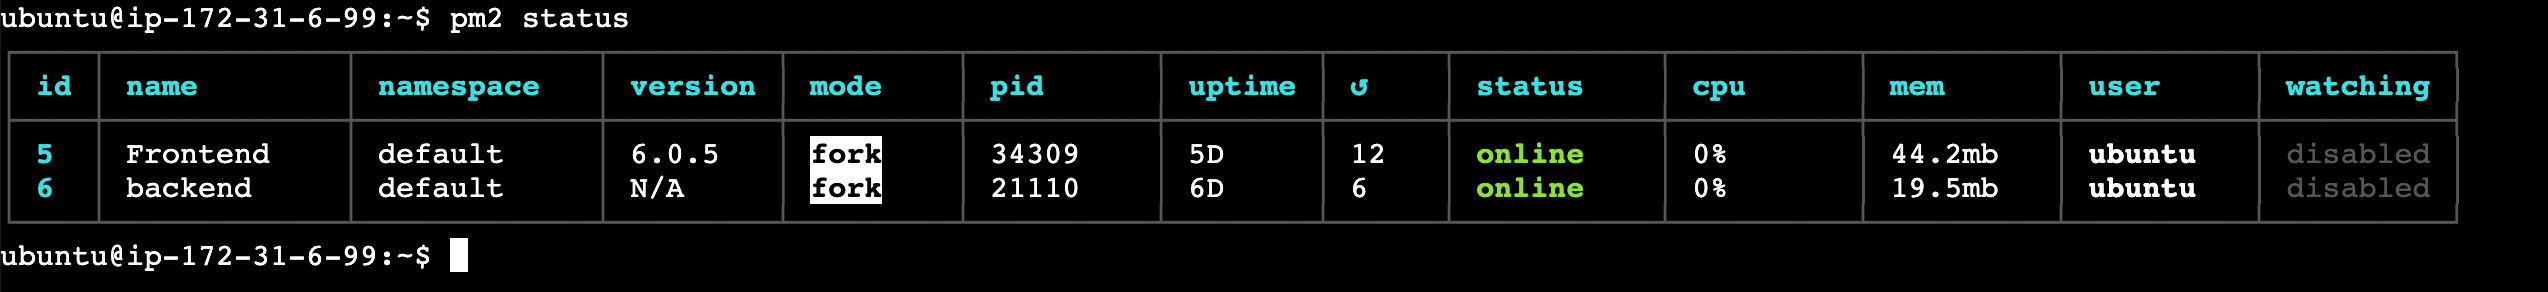 ubuntu@ip-172-31-6-99:~$ pm2 status
id name namespace version mode pid uptime ↺ status cpu mem user watching
5 Frontend default 6.0.5 fork 34309 5D 12 online 0% 44.2mb ubuntu disabled
6 backend default N/A fork 21110 6D 6 online 0% 19.5mb ubuntu disabled
ubuntu@ip-172-31-6-99:~$